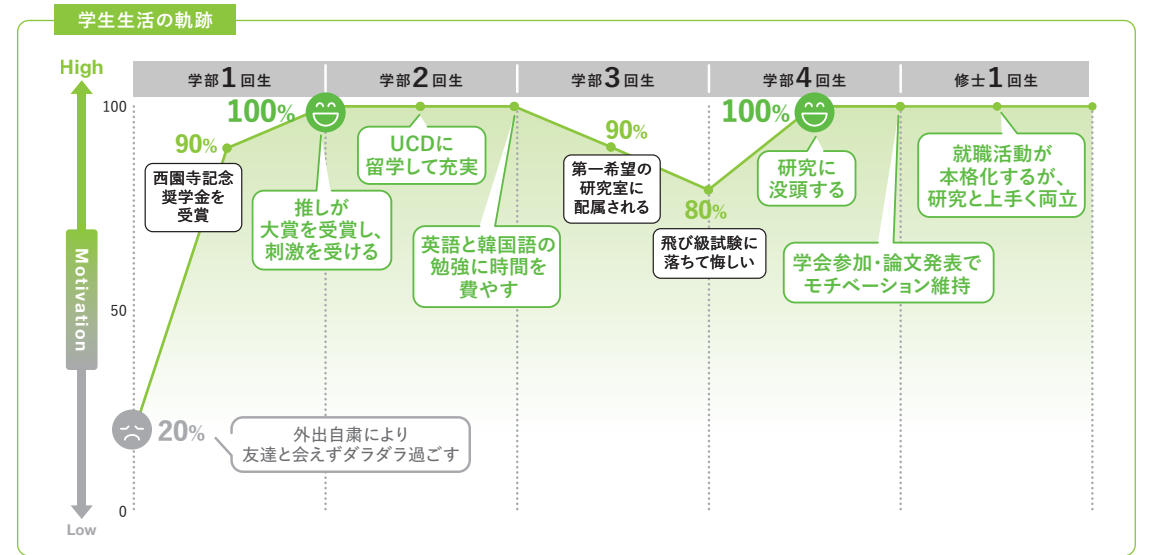 学生生活の軌跡
High
学部1回生
学部2回生
学部3回生
学部4回生
修士1回生
100
100%
90%
西園寺記念
奨学金を
受賞
推しが
大賞を受賞し、
刺激を受ける
UCDに
留学して充実
英語と韓国語の
勉強に時間を
費やす
90%
第一希望の
研究室に
配属される
80%
飛び級試験に
落ちて悔しい
100%
研究に
没頭する
学会参加・論文発表で
モチベーション維持
就職活動が
本格化するが、
研究と上手く両立
Motivation
50
20%
外出自粛により
友達と会えずダラダラ過ごす
0
Low